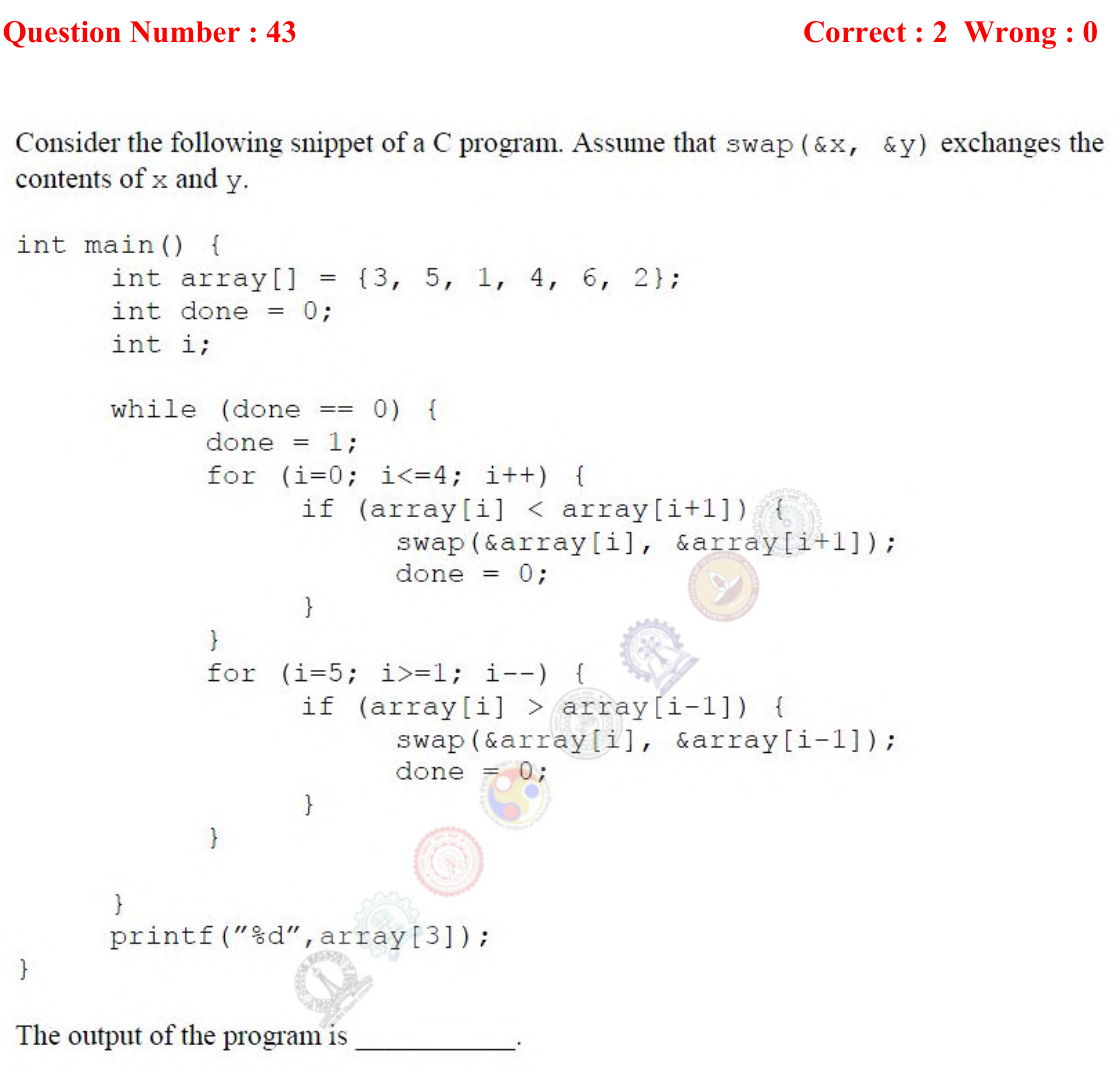 Question Number : 43 Correct : 2 Wrong : 0
Consider the following snippet of a C program. Assume that swap(&x, &y) exchanges the
contents of x and y.
int main() {
int array[] = {3, 5, 1, 4, 6, 2};
int done = 0;
int i;
while (done == 0) {
done = 1;
for (i=0; i<=4; i++) {
if (array[i] < array[i+1]) {
swap(&array[i], &array[i+1]);
done = 0;
}
}
for (i=5; i>=1; i--) {
if (array[i] > array[i-1]) {
swap(&array[i], &array[i-1]);
done = 0;
}
}
}
printf("%d",array[3]);
}
The output of the program is __________.